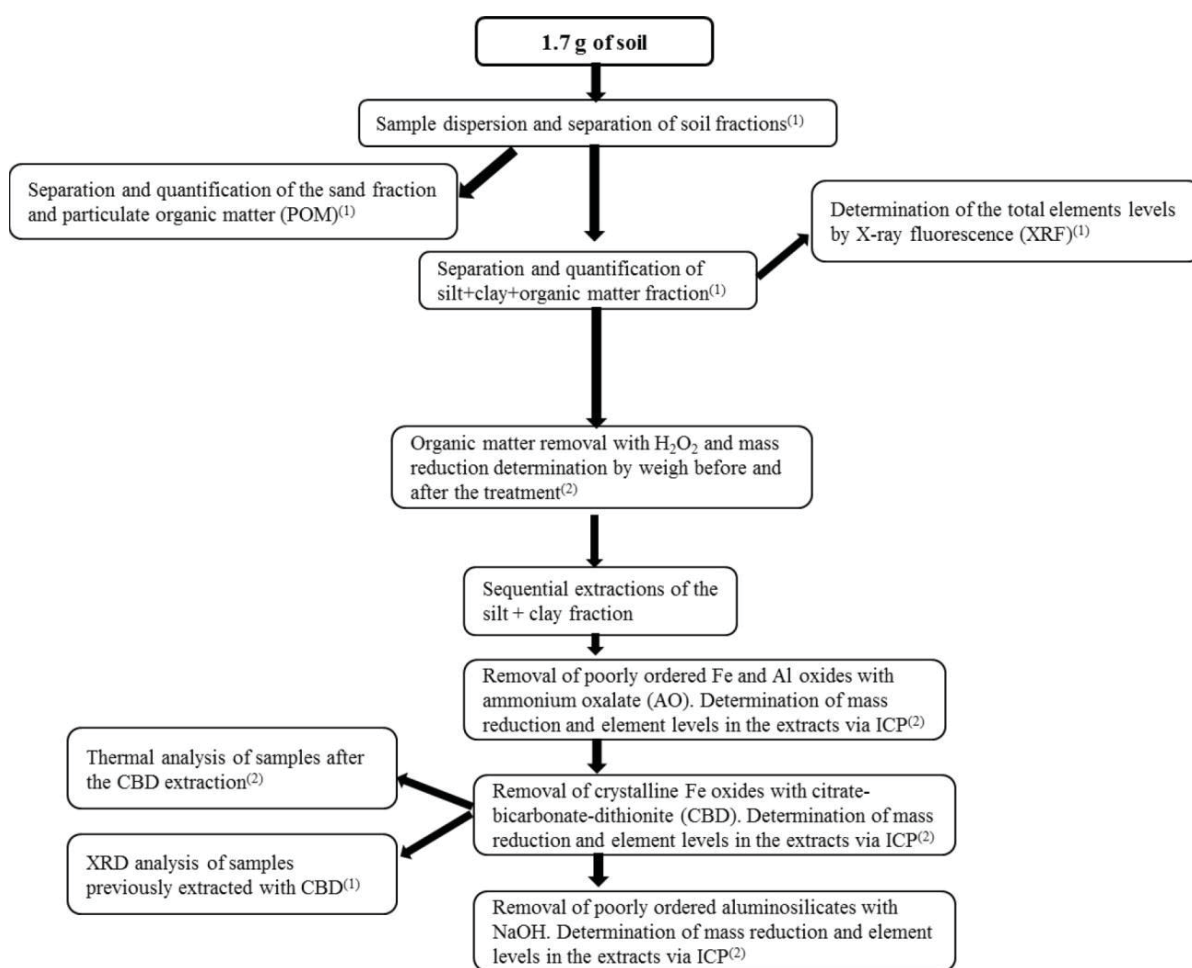 1.7 g of soil
Sample dispersion and separation of soil fractions(1)
Separation and quantification of the sand fraction
and particulate organic matter (POM)(1)
Determination of the total elements levels
by X-ray fluorescence (XRF)(1)
Separation and quantification of
silt+clay+organic matter fraction(1)
Organic matter removal with H2O2 and mass
reduction determination by weigh before and
after the treatment(2)
Sequential extractions of the
silt + clay fraction
Removal of poorly ordered Fe and Al oxides with
ammonium oxalate (AO). Determination of mass
reduction and element levels in the extracts via ICP(2)
Thermal analysis of samples after
the CBD extraction(2)
Removal of crystalline Fe oxides with citrate-
bicarbonate-dithionite (CBD). Determination of mass
reduction and element levels in the extracts via ICP(2)
XRD analysis of samples
previously extracted with CBD(1)
Removal of poorly ordered aluminosilicates with
NaOH. Determination of mass reduction and element
levels in the extracts via ICP(2)